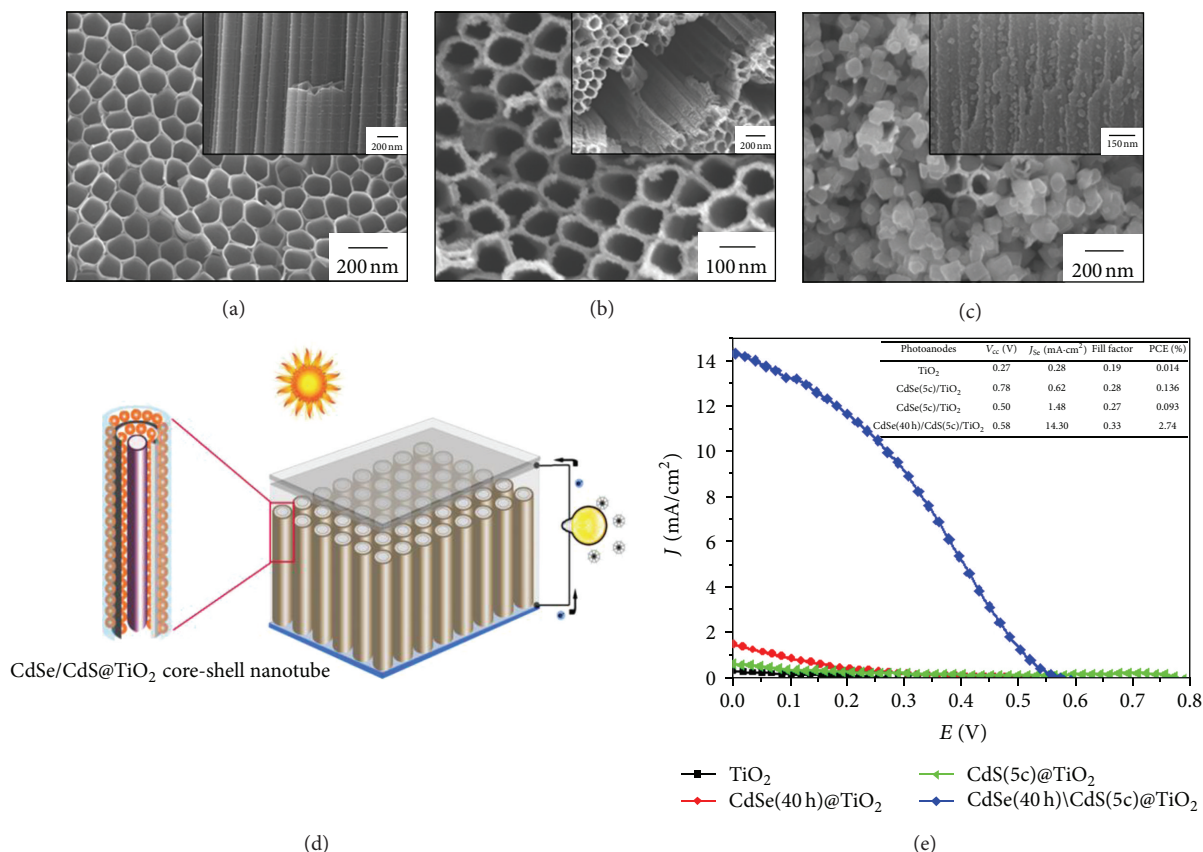 200 nm
200 nm
(a)
200 nm
100 nm
(b)
150 nm
200 nm
(c)
CdSe/CdS@TiO₂ core-shell nanotube
(d)
Photoanodes V_cc (V) J_Se (mA·cm²) Fill factor PCE (%)
TiO₂ 0.27 0.28 0.19 0.014
CdSe(5c)/TiO₂ 0.78 0.62 0.28 0.136
CdSe(5c)/TiO₂ 0.50 1.48 0.27 0.093
CdSe(40 h)/CdS(5c)/TiO₂ 0.58 14.30 0.33 2.74
14
12
10
8
6
4
2
0
J (mA/cm²)
0.0 0.1 0.2 0.3 0.4 0.5 0.6 0.7 0.8
E (V)
TiO₂
CdSe(40 h)@TiO₂
CdS(5c)@TiO₂
CdSe(40 h)\CdS(5c)@TiO₂
(e)